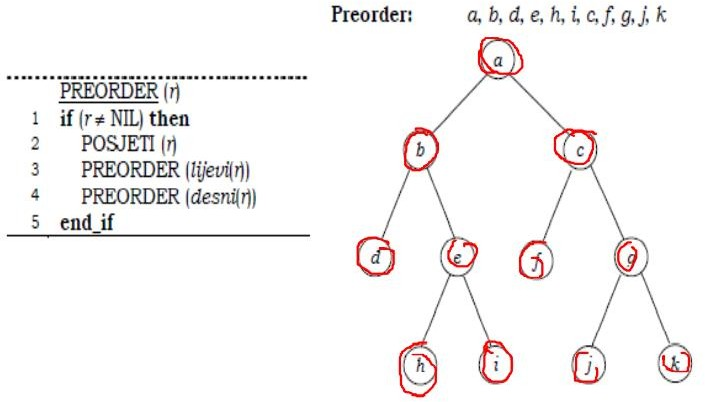 Preorder: a, b, d, e, h, i, c, f, g, j, k
PREORDER (r)
1 if (r ≠ NIL) then
2 POSJETI (r)
3 PREORDER (lijevi(r))
4 PREORDER (desni(r))
5 end_if
a
b c
d e f g
h i j k